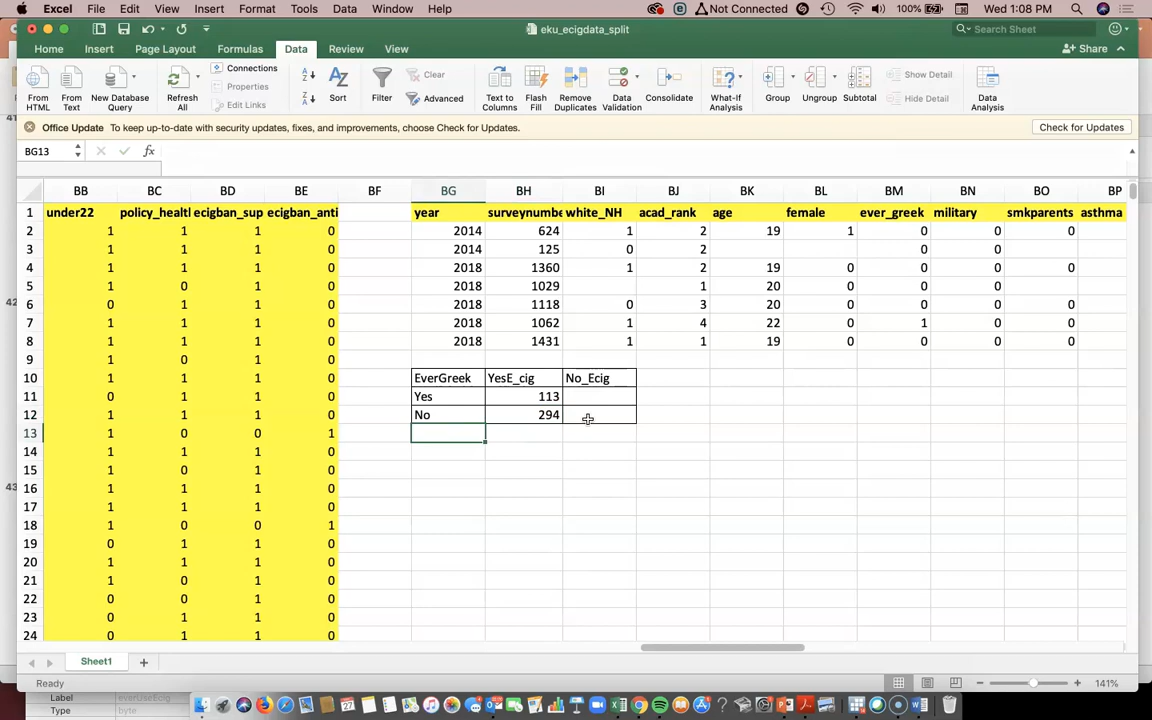 Excel File Edit View Insert Format Tools Data Window Help Not Connected 100% Wed 1:08 PM
eku_ecigdata_split
Search Sheet
Home Insert Page Layout Formulas Data Review View
Share
From HTML
From Text
New Database Query
Refresh All
Connections
Properties
Edit Links
Sort
Filter
Clear
Advanced
Text to Columns
Flash Fill
Remove Duplicates
Data Validation
Consolidate
What-If Analysis
Group
Ungroup
Subtotal
Show Detail
Hide Detail
Data Analysis
Office Update To keep up-to-date with security updates, fixes, and improvements, choose Check for Updates.
Check for Updates
BG13 fx
BB BC BD BE BF BG BH BI BJ BK BL BM BN BO BP
1 under22 policy_healtl ecigban_sup ecigban_anti year surveynumbe white_NH acad_rank age female ever_greek military smkparents asthma
2 1 1 1 0 2014 624 1 2 19 1 0 0 0
3 1 1 1 0 2014 125 0 2 0 0
4 1 1 1 0 2018 1360 1 2 19 0 0 0 0
5 1 0 1 0 2018 1029 1 20 0 0 0
6 0 1 1 0 2018 1118 0 3 20 0 0 0 0
7 1 1 1 0 2018 1062 1 4 22 0 1 0 0
8 1 1 1 0 2018 1431 1 1 19 0 0 0 0
9 1 0 1 0
10 1 1 1 0 EverGreek YesE_cig No_Ecig
11 1 1 1 0 Yes 113
12 1 1 1 0 No 294
13 1 0 0 1
14 1 1 1 0
15 1 0 1 0
16 1 1 1 0
17 1 1 1 0
18 1 0 0 1
19 0 1 1 0
20 1 1 1 0
21 1 0 1 0
22 0 0 1 0
23 0 1 1 0
24 0 1 1 0
Sheet1
Ready
141%
Label everUseEcig
Type byte